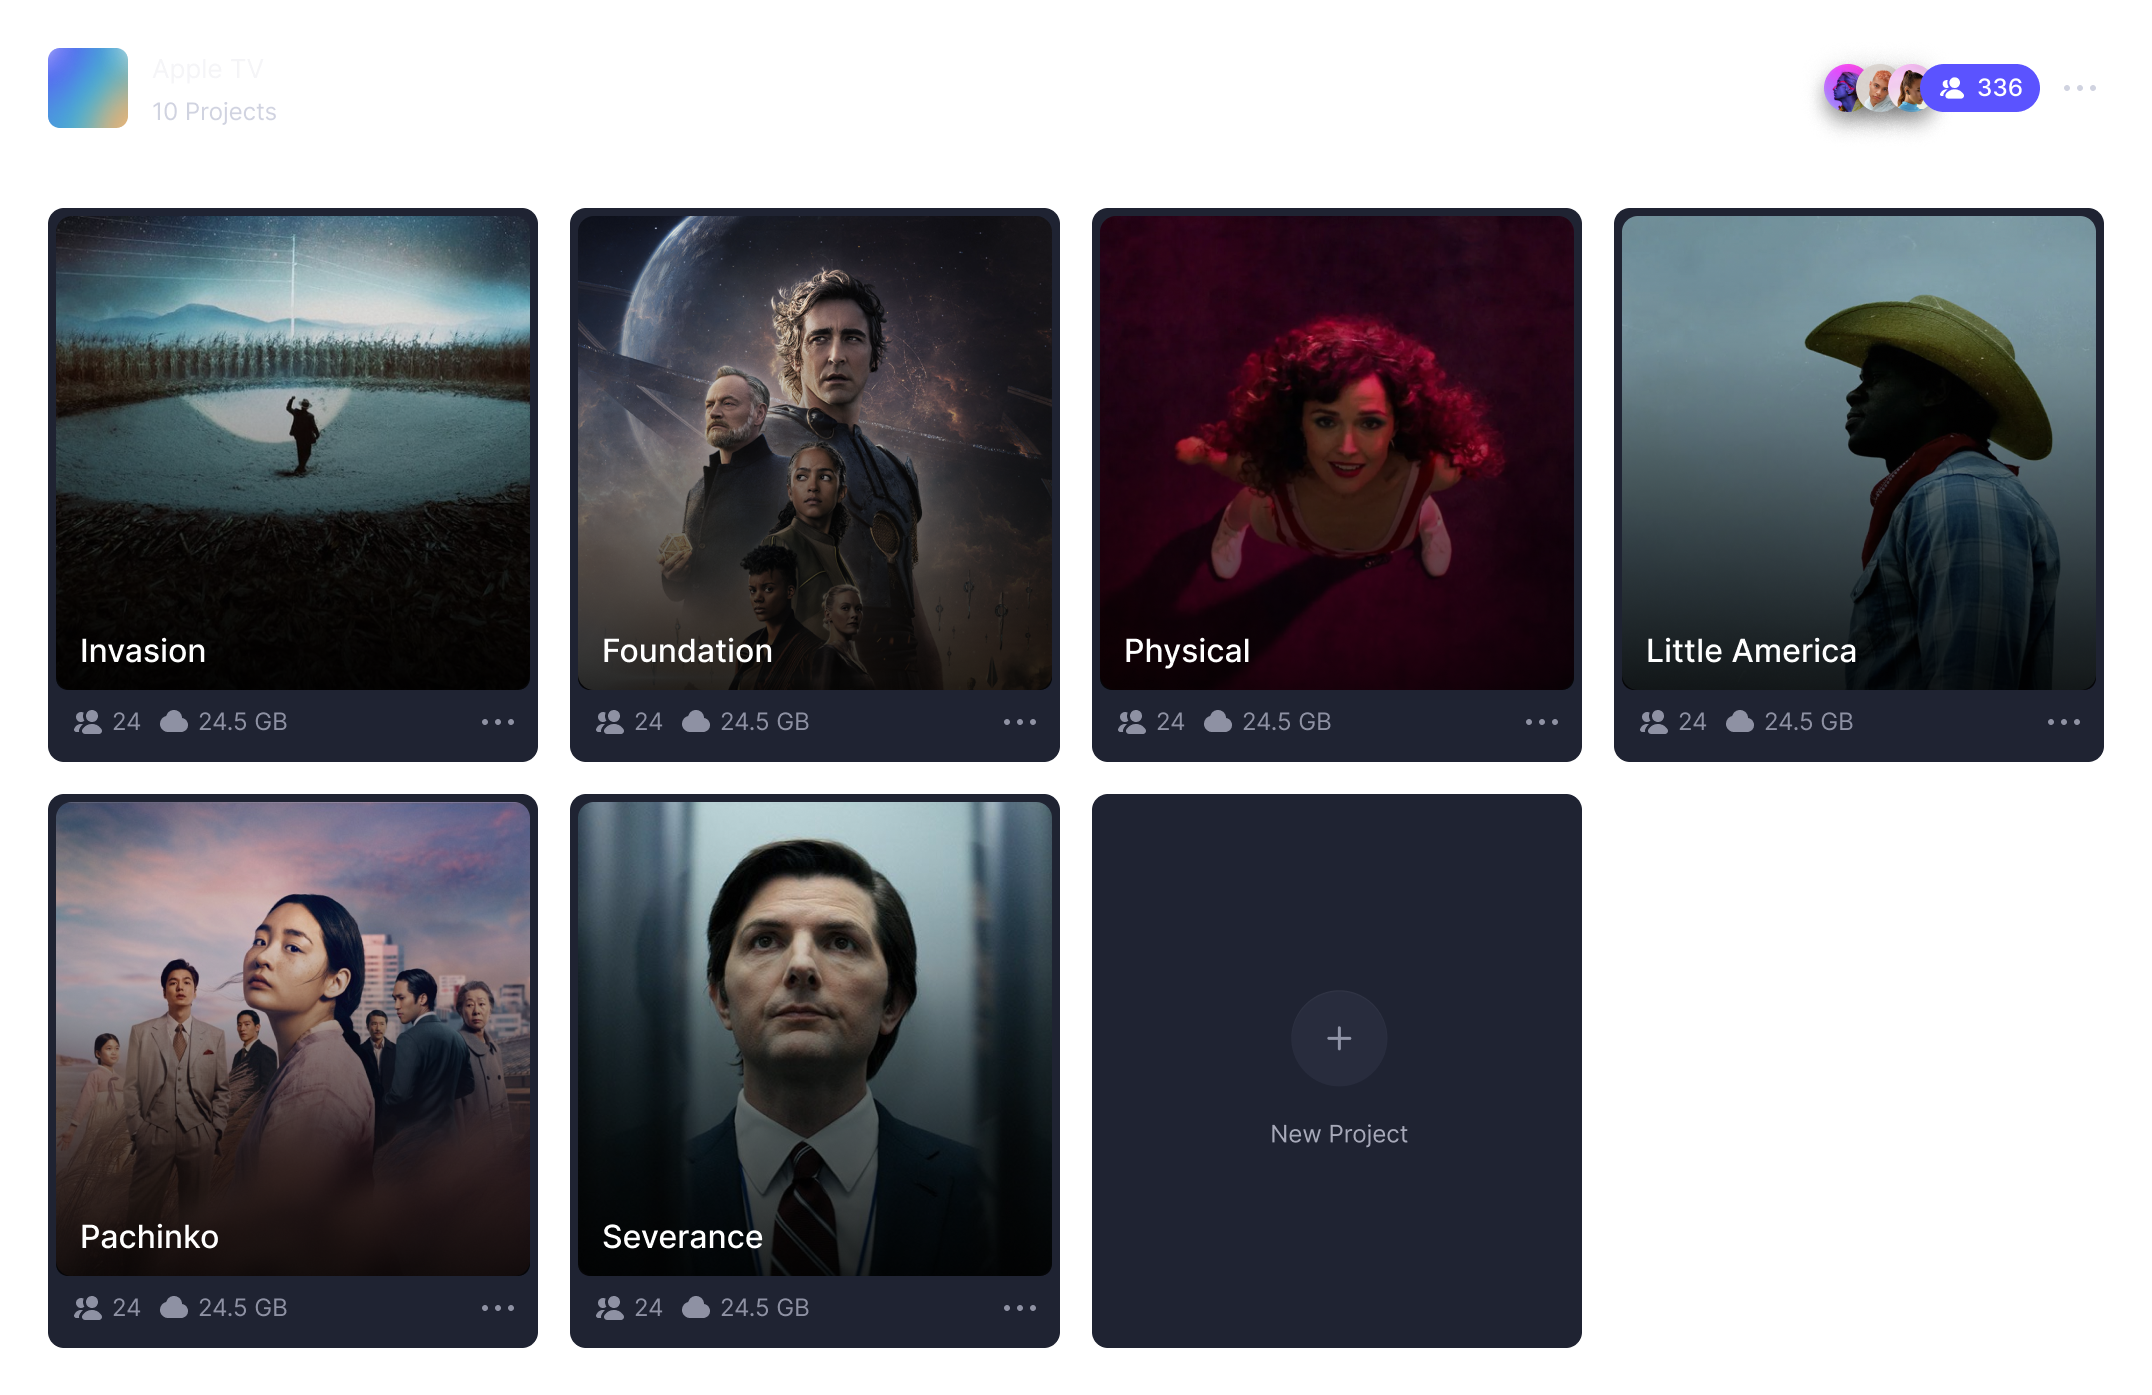 Apple TV
10 Projects
336
Invasion
24 24.5 GB
Foundation
24 24.5 GB
Physical
24 24.5 GB
Little America
24 24.5 GB
Pachinko
24 24.5 GB
Severance
24 24.5 GB
New Project